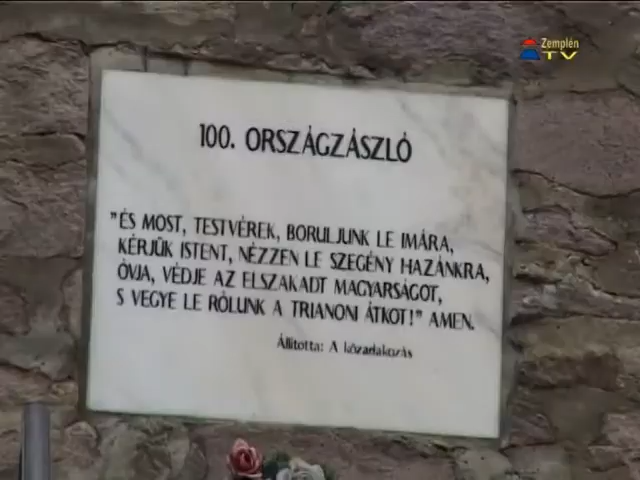 Zemplén
TV
100. ORSZÁGZÁSZLÓ
"ÉS MOST, TESTVÉREK, BORULJUNK LE IMÁRA,
KÉRJÜK ISTENT, NÉZZEN LE SZEGÉNY HAZÁNKRA,
ÓVJA, VÉDJE AZ ELSZAKADT MAGYARSÁGOT,
S VEGYE LE RÓLUNK A TRIANONI ÁTKOT!" AMEN.
Állította: A közadakozás